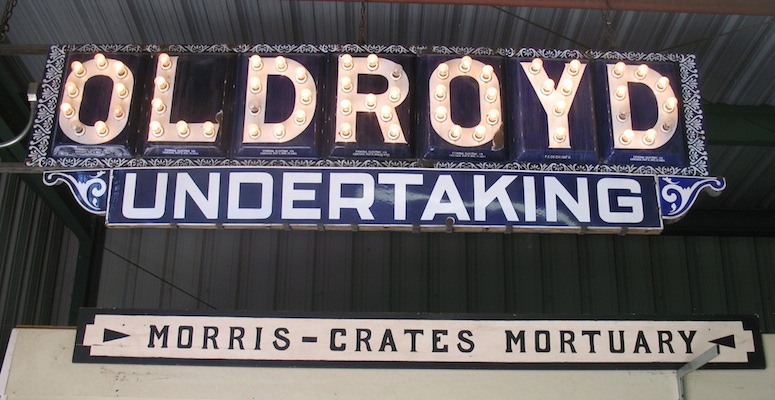 OLDROYD
UNDERTAKING
MORRIS-CRATES MORTUARY